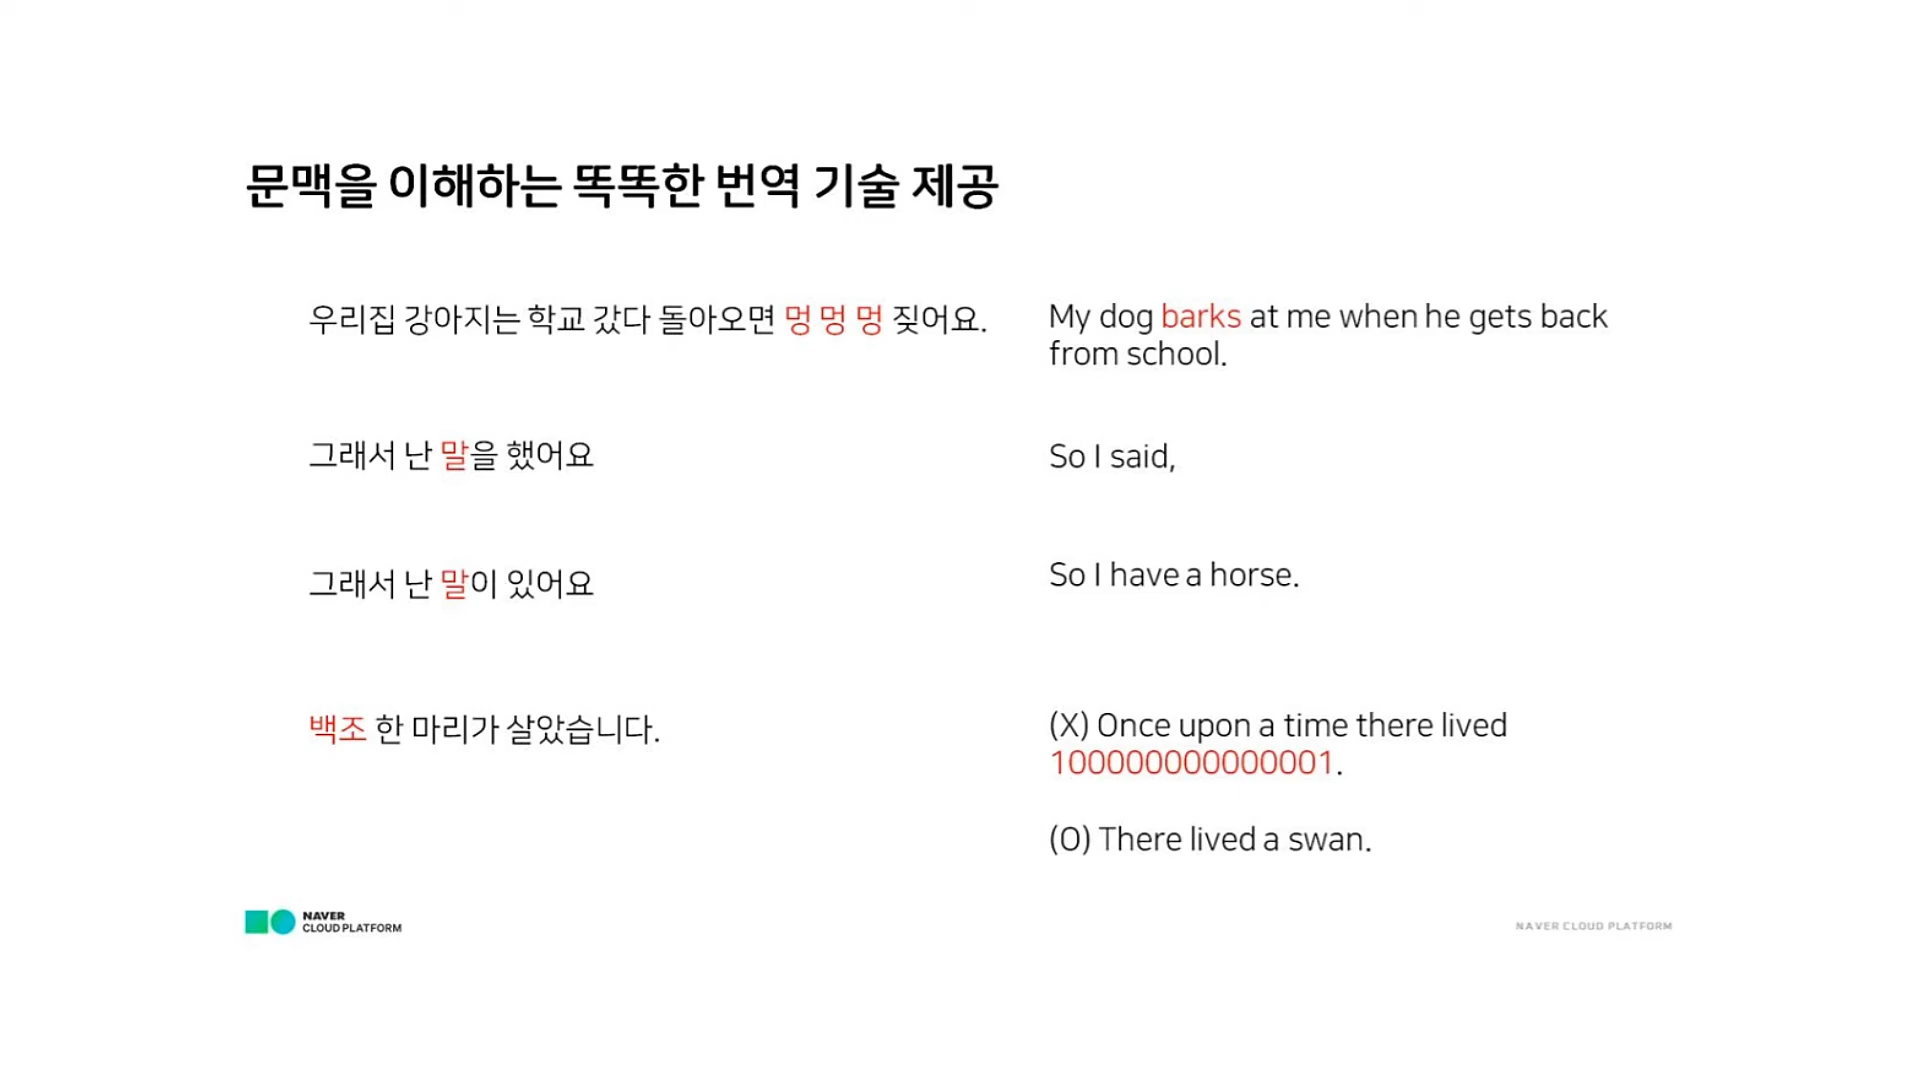 문맥을 이해하는 똑똑한 번역 기술 제공
우리집 강아지는 학교 갔다 돌아오면 멍 멍 멍 짖어요.
My dog barks at me when he gets back
from school.
그래서 난 말을 했어요
So I said,
그래서 난 말이 있어요
So I have a horse.
백조 한 마리가 살았습니다.
(X) Once upon a time there lived
100000000000001.
(O) There lived a swan.
NAVER
CLOUD PLATFORM
NAVER CLOUD PLATFORM